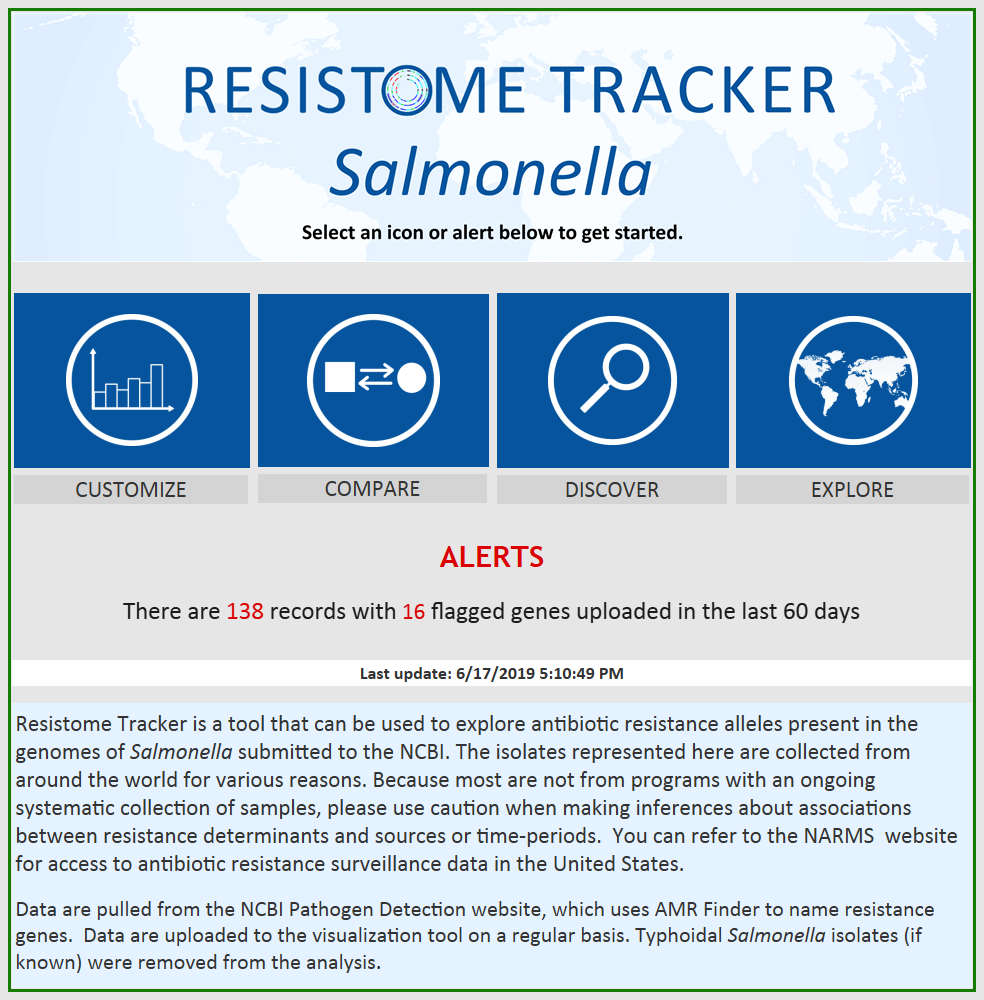 RESISTOME TRACKER
Salmonella
Select an icon or alert below to get started.
CUSTOMIZE
COMPARE
DISCOVER
EXPLORE
ALERTS
There are 138 records with 16 flagged genes uploaded in the last 60 days
Last update: 6/17/2019 5:10:49 PM
Resistome Tracker is a tool that can be used to explore antibiotic resistance alleles present in the
genomes of Salmonella submitted to the NCBI. The isolates represented here are collected from
around the world for various reasons. Because most are not from programs with an ongoing
systematic collection of samples, please use caution when making inferences about associations
between resistance determinants and sources or time-periods.  You can refer to the NARMS  website
for access to antibiotic resistance surveillance data in the United States.
Data are pulled from the NCBI Pathogen Detection website, which uses AMR Finder to name resistance
genes.  Data are uploaded to the visualization tool on a regular basis. Typhoidal Salmonella isolates (if
known) were removed from the analysis.